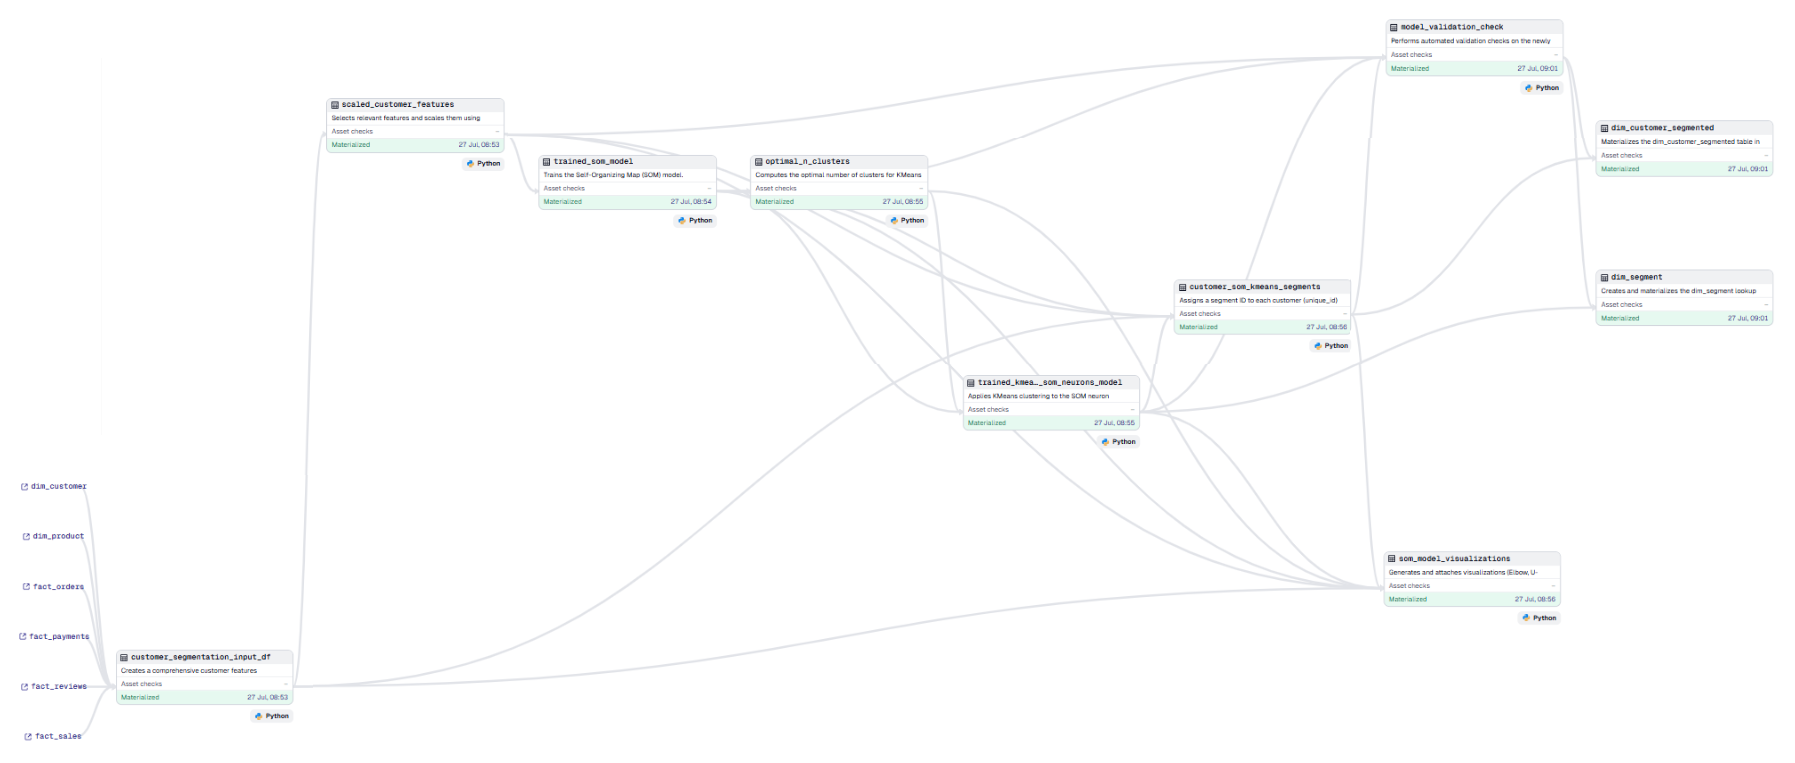 model_validation_check
Performs automated validation checks on the newly
Asset checks –
Materialized 27 Jul, 09:01
Python
scaled_customer_features
Selects relevant features and scales them using
Asset checks –
Materialized 27 Jul, 08:53
Python
dim_customer_segmented
Materializes the dim_customer_segmented table in
Asset checks –
Materialized 27 Jul, 09:01
trained_som_model
Trains the Self-Organizing Map (SOM) model.
Asset checks –
Materialized 27 Jul, 08:54
Python
optimal_n_clusters
Computes the optimal number of clusters for KMeans
Asset checks –
Materialized 27 Jul, 08:55
Python
dim_segment
Creates and materializes the dim_segment lookup
Asset checks –
Materialized 27 Jul, 09:01
customer_som_kmeans_segments
Assigns a segment ID to each customer (unique_id)
Asset checks –
Materialized 27 Jul, 08:56
Python
trained_kmea…_som_neurons_model
Applies KMeans clustering to the SOM neuron
Asset checks –
Materialized 27 Jul, 08:55
Python
dim_customer
dim_product
fact_orders
fact_payments
fact_reviews
fact_sales
som_model_visualizations
Generates and attaches visualizations (Elbow, U-
Asset checks –
Materialized 27 Jul, 08:56
Python
customer_segmentation_input_df
Creates a comprehensive customer features
Asset checks –
Materialized 27 Jul, 08:53
Python